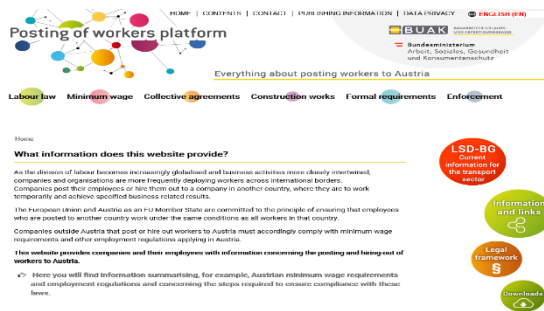 HOME | CONTENTS | CONTACT | PUBLISHING INFORMATION | DATA PRIVACY ENGLISH (EN)
Posting of workers platform
BUAK
Bundesministerium
Arbeit, Soziales, Gesundheit
und Konsumentenschutz
Everything about posting workers to Austria
Labour law Minimum wage Collective agreements Construction works Formal requirements Enforcement
Home
What information does this website provide?
As the division of labour becomes increasingly globalised and business activities more closely intertwined,
companies and organisations are more frequently deploying workers across international borders.
Companies post their employees or hire them out to a company in another country, where they are to work
temporarily and achieve specified business related results.
The European Union and Austria as an EU Member State are committed to the principle of ensuring that employees
who are posted to another country work under the same conditions as all workers in that country.
Companies outside Austria that post or hire out workers to Austria must accordingly comply with minimum wage
requirements and other employment regulations applying in Austria.
This website provides companies and their employees with information concerning the posting and hiring-out of
workers to Austria.
Here you will find information summarising, for example, Austrian minimum wage requirements
and employment regulations and concerning the steps required to ensure compliance with these
laws.
LSD-BG
Current
information for
the transport
sector
Information
and links
Legal
framework
§
Downloads